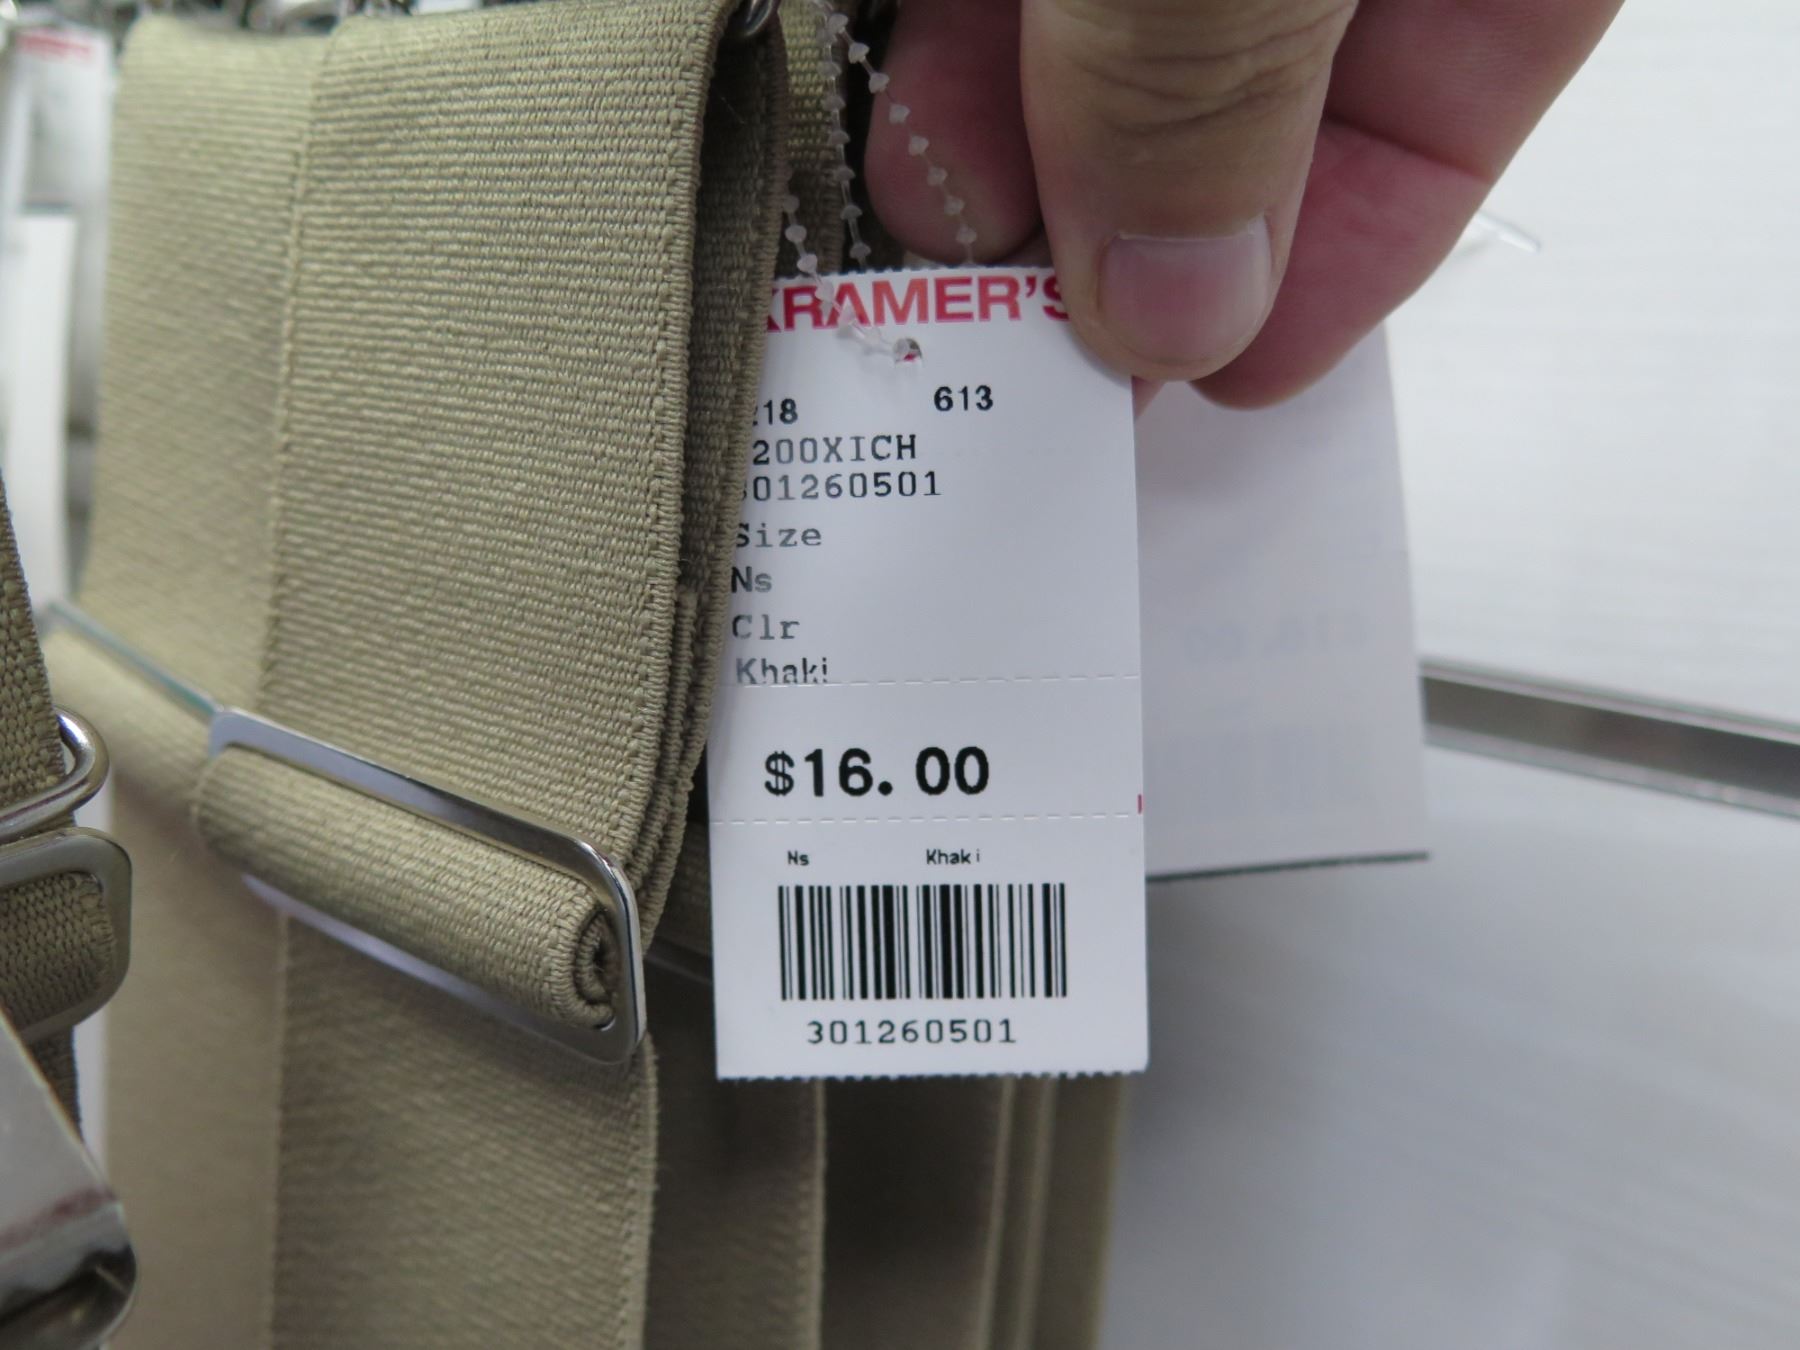 KRAMER'S
218 613
200XICH
301260501
Size
Ns
Clr
Khaki
$16.00
Ns Khaki
301260501